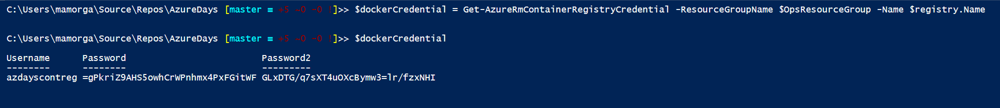 C:\Users\mamorga\Source\Repos\AzureDays [master ≡ +5 ~0 -0 !]>> $dockerCredential = Get-AzureRmContainerRegistryCredential -ResourceGroupName $OpsResourceGroup -Name $registry.Name
C:\Users\mamorga\Source\Repos\AzureDays [master ≡ +5 ~0 -0 !]>> $dockerCredential
Username Password Password2
-------- -------- ---------
azdayscontreg =gPkriZ9AHS5owhCrWPnhmx4PxFGitWF GLxDTG/q7sXT4uOXcBymw3=lr/fzxNHI